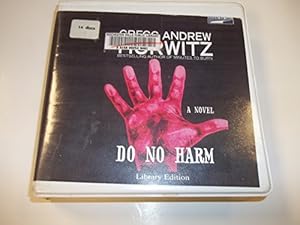 GREGG ANDREW
HURWITZ
BESTSELLING AUTHOR OF MINUTES TO BURN
A NOVEL
DO NO HARM
Library Edition